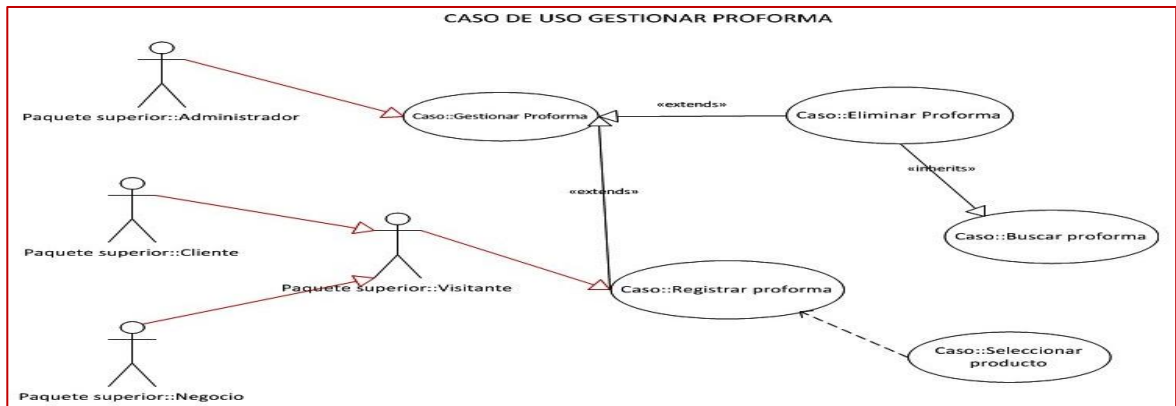 CASO DE USO GESTIONAR PROFORMA
Paquete superior::Administrador
Caso::Gestionar Proforma
«extends»
Caso::Eliminar Proforma
«inherits»
«extends»
Paquete superior::Cliente
Caso::Buscar proforma
Paquete superior::Visitante
Caso::Registrar proforma
Caso::Seleccionar
producto
Paquete superior::Negocio